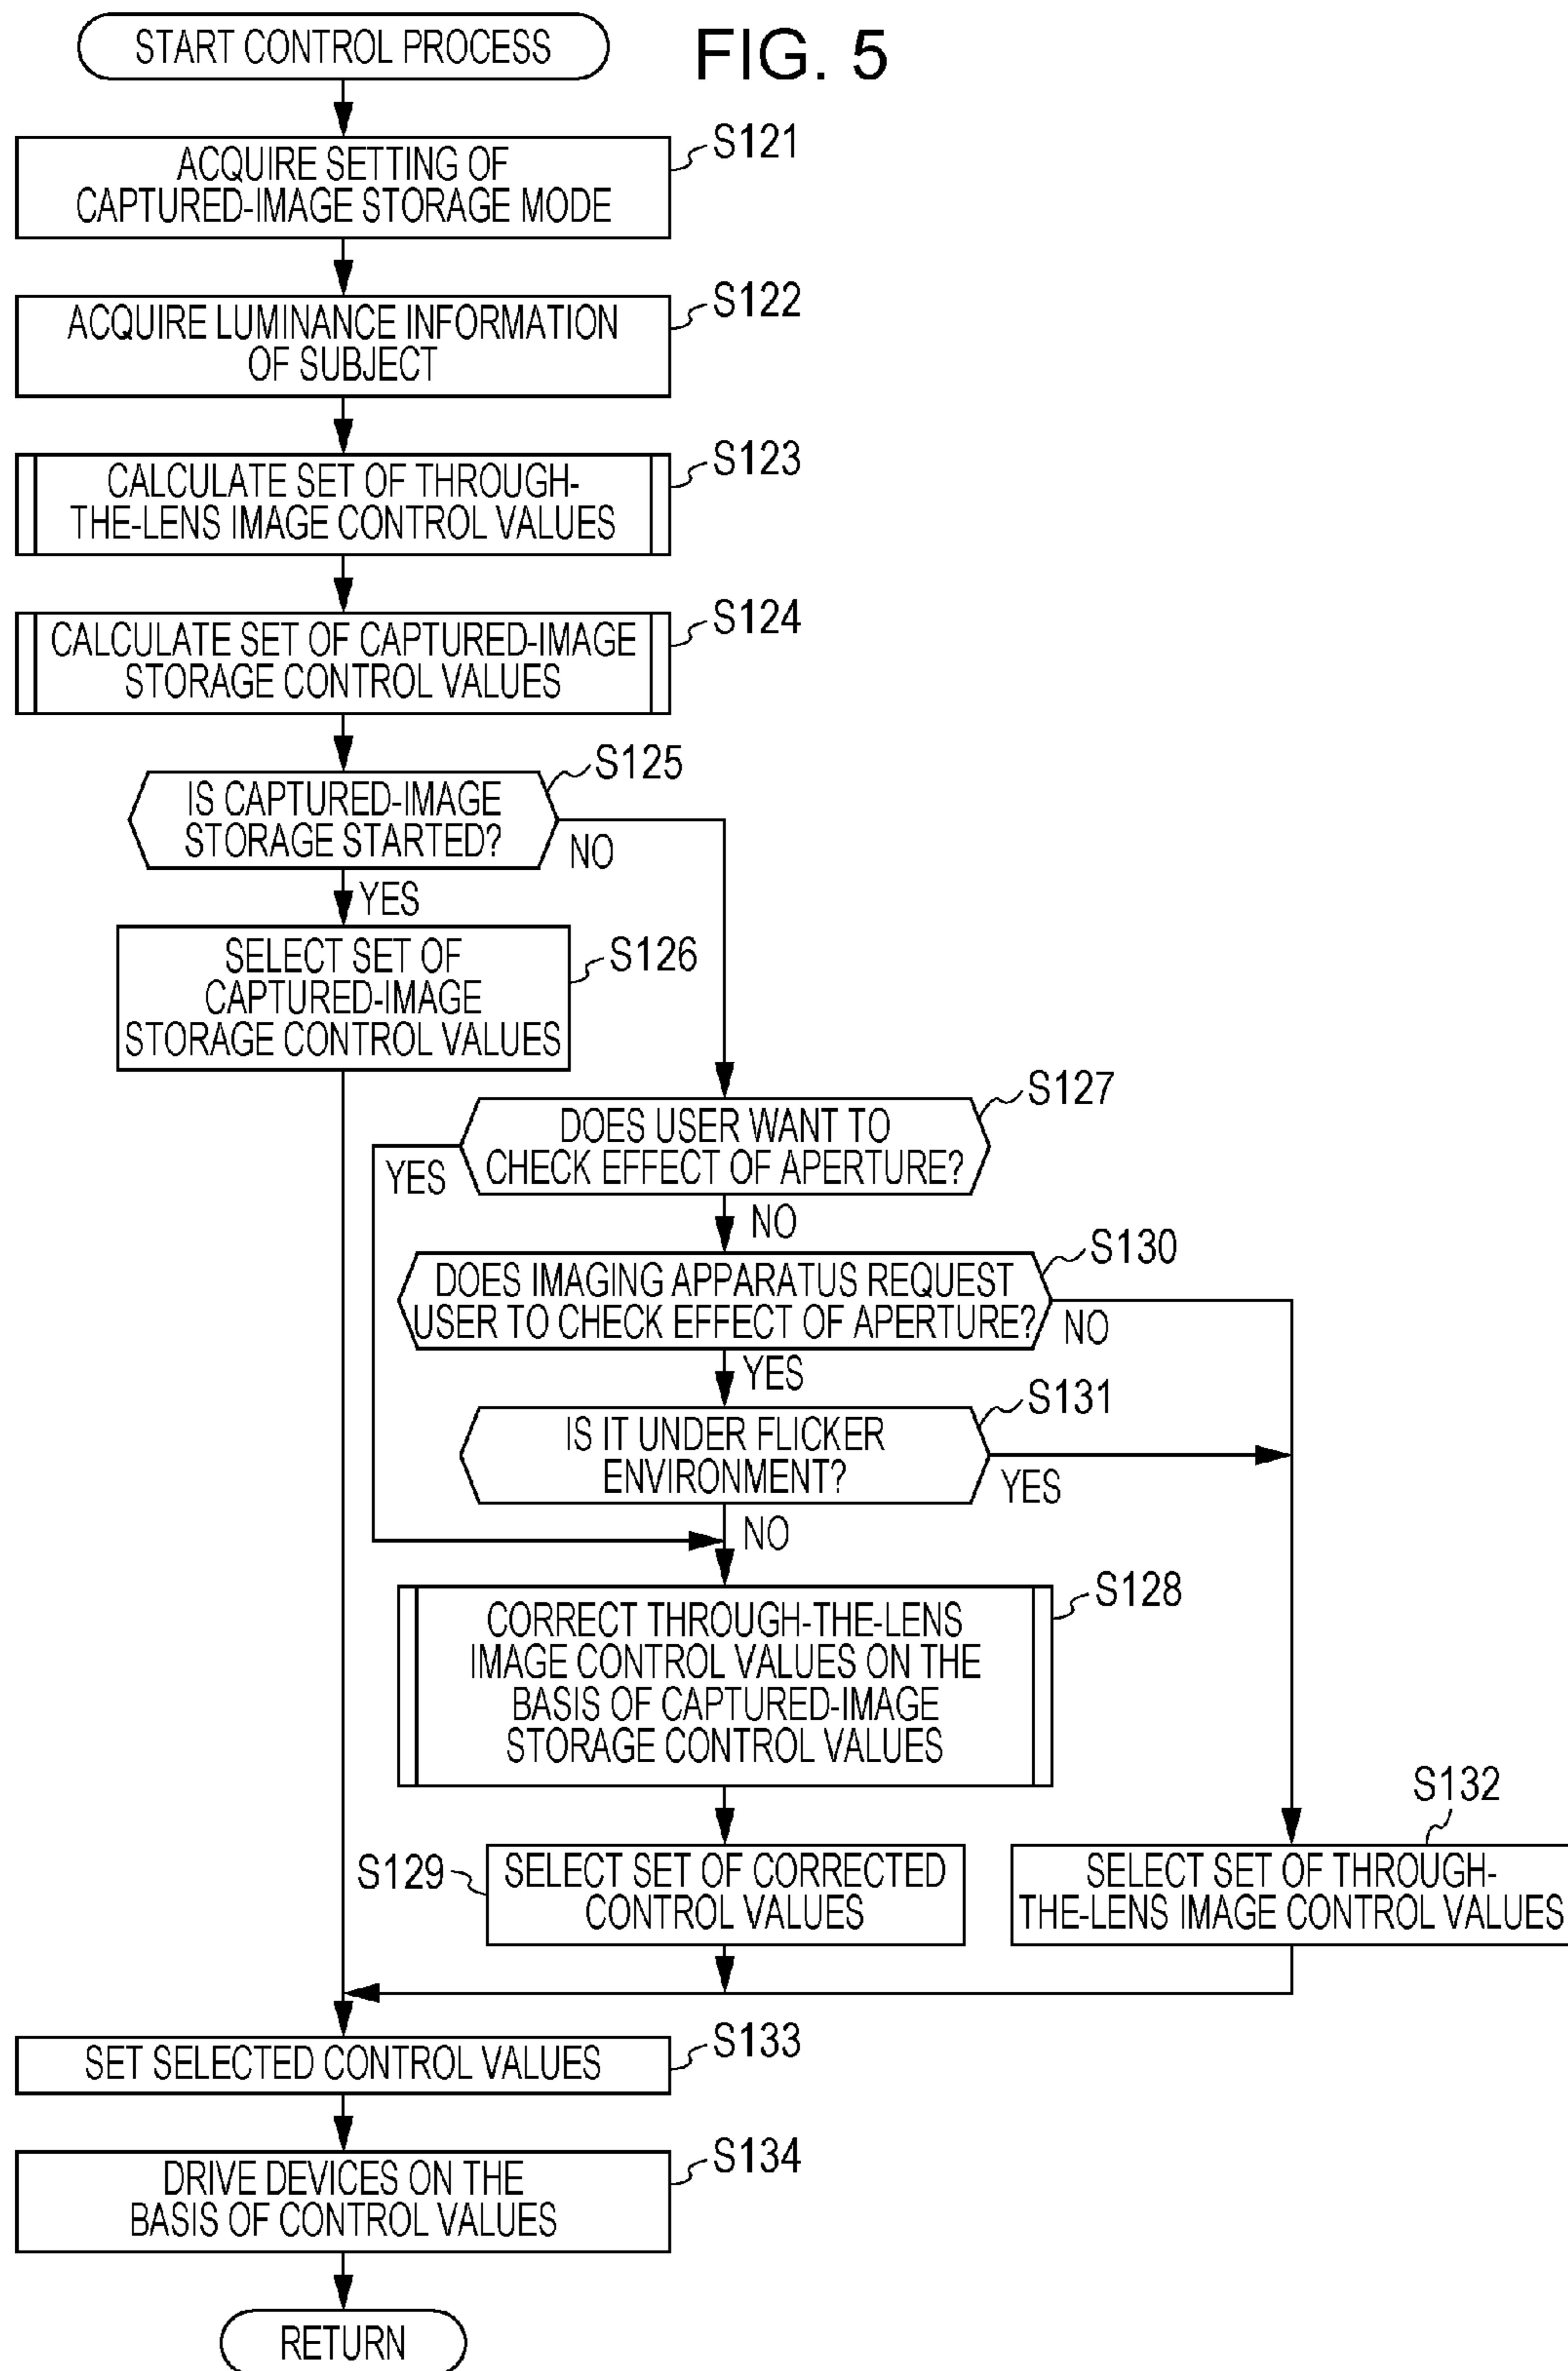 START CONTROL PROCESS
FIG. 5
ACQUIRE SETTING OF
CAPTURED-IMAGE STORAGE MODE
S121
ACQUIRE LUMINANCE INFORMATION
OF SUBJECT
S122
CALCULATE SET OF THROUGH-
THE-LENS IMAGE CONTROL VALUES
S123
CALCULATE SET OF CAPTURED-IMAGE
STORAGE CONTROL VALUES
S124
IS CAPTURED-IMAGE
STORAGE STARTED?
S125
NO
YES
SELECT SET OF
CAPTURED-IMAGE
STORAGE CONTROL VALUES
S126
DOES USER WANT TO
CHECK EFFECT OF APERTURE?
S127
YES
NO
DOES IMAGING APPARATUS REQUEST
USER TO CHECK EFFECT OF APERTURE?
S130
NO
YES
IS IT UNDER FLICKER
ENVIRONMENT?
S131
YES
NO
CORRECT THROUGH-THE-LENS
IMAGE CONTROL VALUES ON THE
BASIS OF CAPTURED-IMAGE
STORAGE CONTROL VALUES
S128
S129
SELECT SET OF CORRECTED
CONTROL VALUES
S132
SELECT SET OF THROUGH-
THE-LENS IMAGE CONTROL VALUES
SET SELECTED CONTROL VALUES
S133
DRIVE DEVICES ON THE
BASIS OF CONTROL VALUES
S134
RETURN